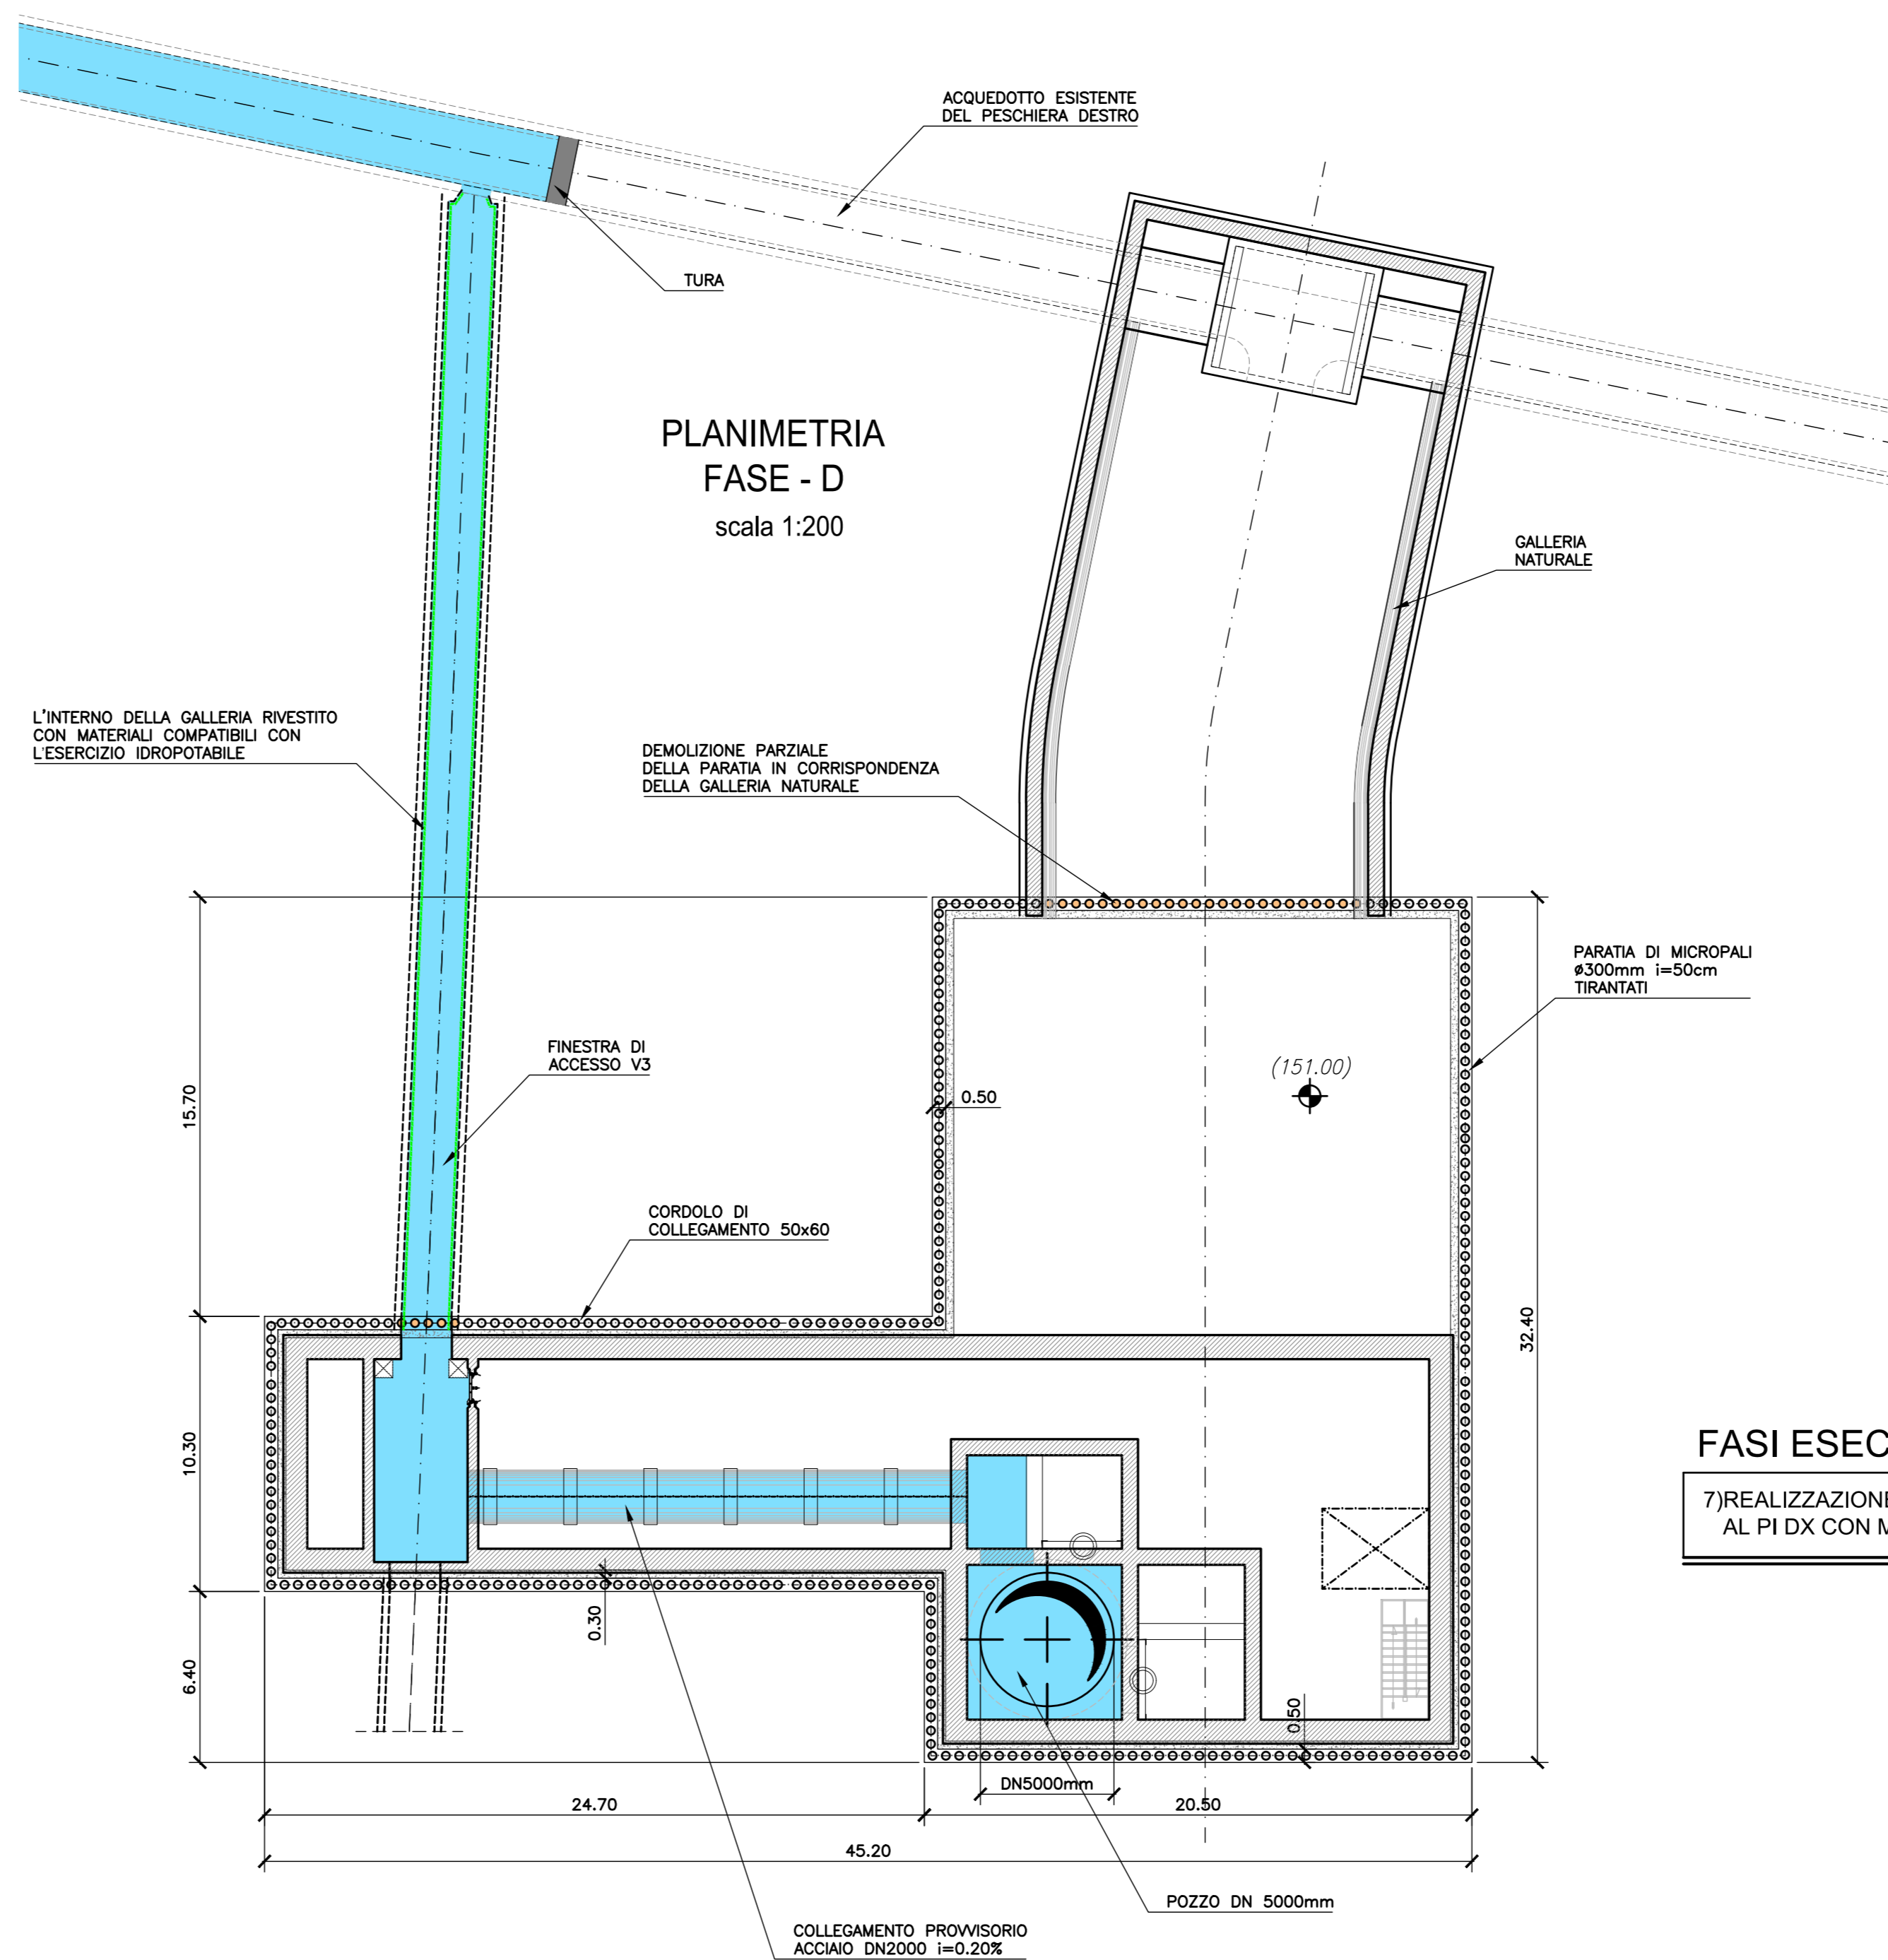 ACQUEDOTTO ESISTENTE
DEL PESCHIERA DESTRO
TURA
PLANIMETRIA
FASE - D
scala 1:200
GALLERIA
NATURALE
L'INTERNO DELLA GALLERIA RIVESTITO
CON MATERIALI COMPATIBILI CON
L'ESERCIZIO IDROPOTABILE
DEMOLIZIONE PARZIALE
DELLA PARATIA IN CORRISPONDENZA
DELLA GALLERIA NATURALE
PARATIA DI MICROPALI
ø300mm i=50cm
TIRANTATI
FINESTRA DI
ACCESSO V3
(151.00)
0.50
15.70
CORDOLO DI
COLLEGAMENTO 50x60
32.40
10.30
FASI ESEC
7)REALIZZAZIONE
AL PI DX CON M
0.30
6.40
0.50
DN5000mm
24.70
20.50
45.20
POZZO DN 5000mm
COLLEGAMENTO PROVVISORIO
ACCIAIO DN2000 i=0.20%